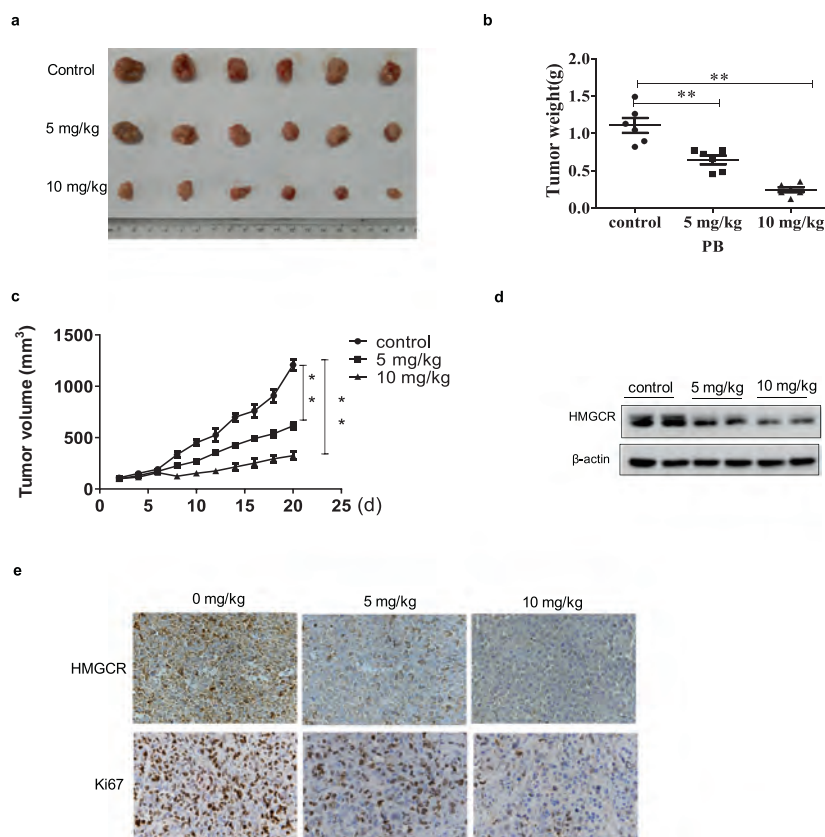 a
Control
5 mg/kg
10 mg/kg
b
Tumor weight(g)
2.0
1.5
1.0
0.5
0.0
**
**
control 5 mg/kg 10 mg/kg
PB
c
Tumor volume (mm³)
1500
1000
500
0
0 5 10 15 20 25 (d)
control
5 mg/kg
10 mg/kg
**
**
d
control 5 mg/kg 10 mg/kg
HMGCR
β-actin
e
0 mg/kg 5 mg/kg 10 mg/kg
HMGCR
Ki67